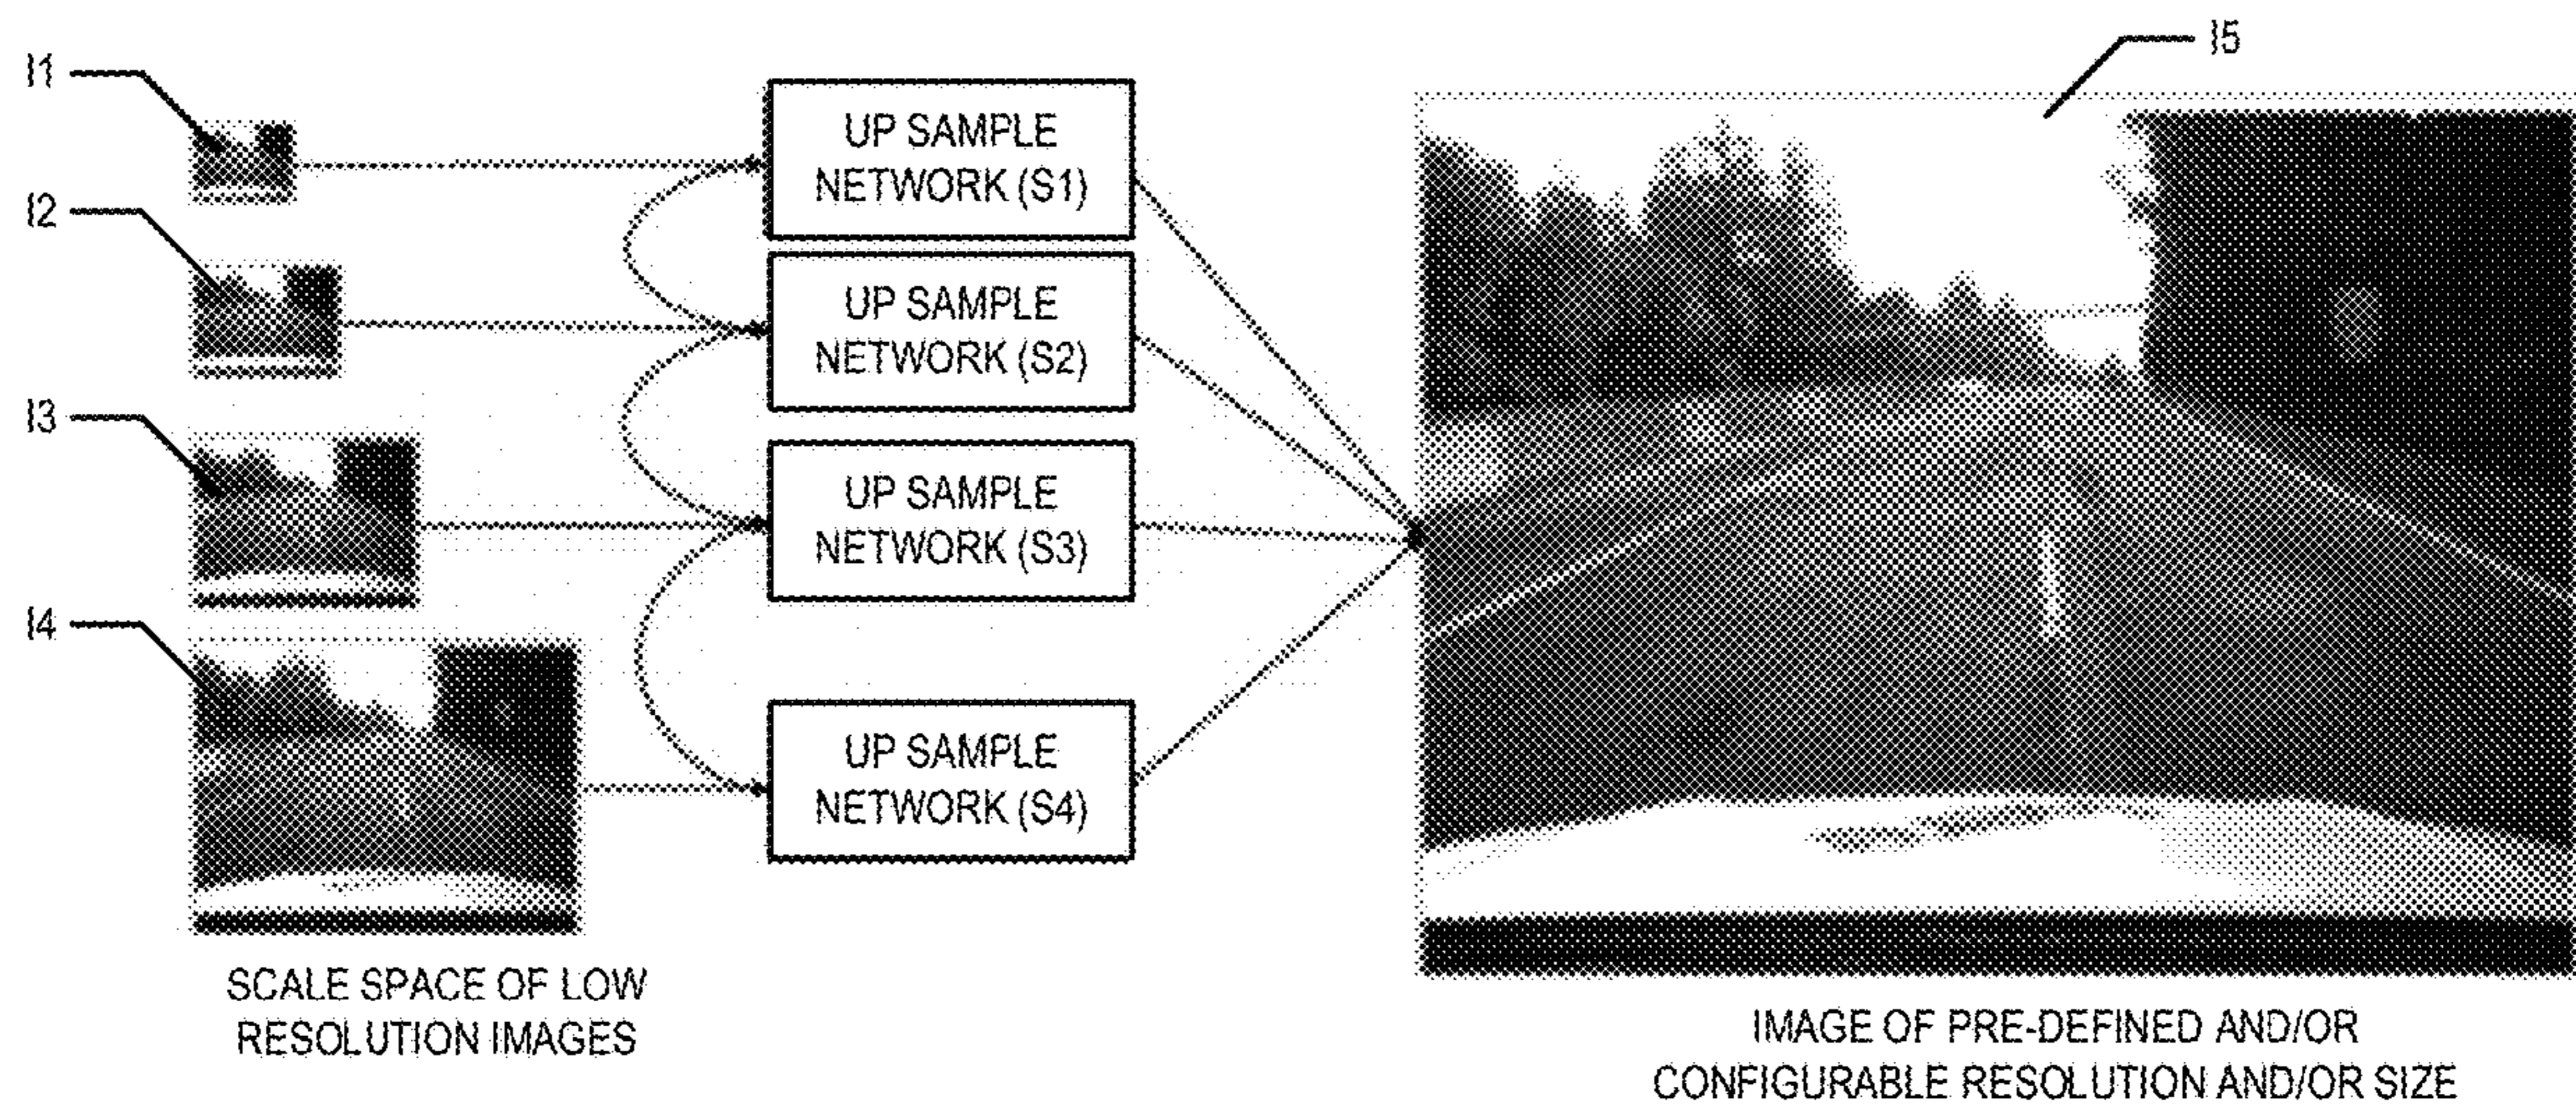 I1
I2
I3
I4
UP SAMPLE
NETWORK (S1)
UP SAMPLE
NETWORK (S2)
UP SAMPLE
NETWORK (S3)
UP SAMPLE
NETWORK (S4)
I5
SCALE SPACE OF LOW
RESOLUTION IMAGES
IMAGE OF PRE-DEFINED AND/OR
CONFIGURABLE RESOLUTION AND/OR SIZE